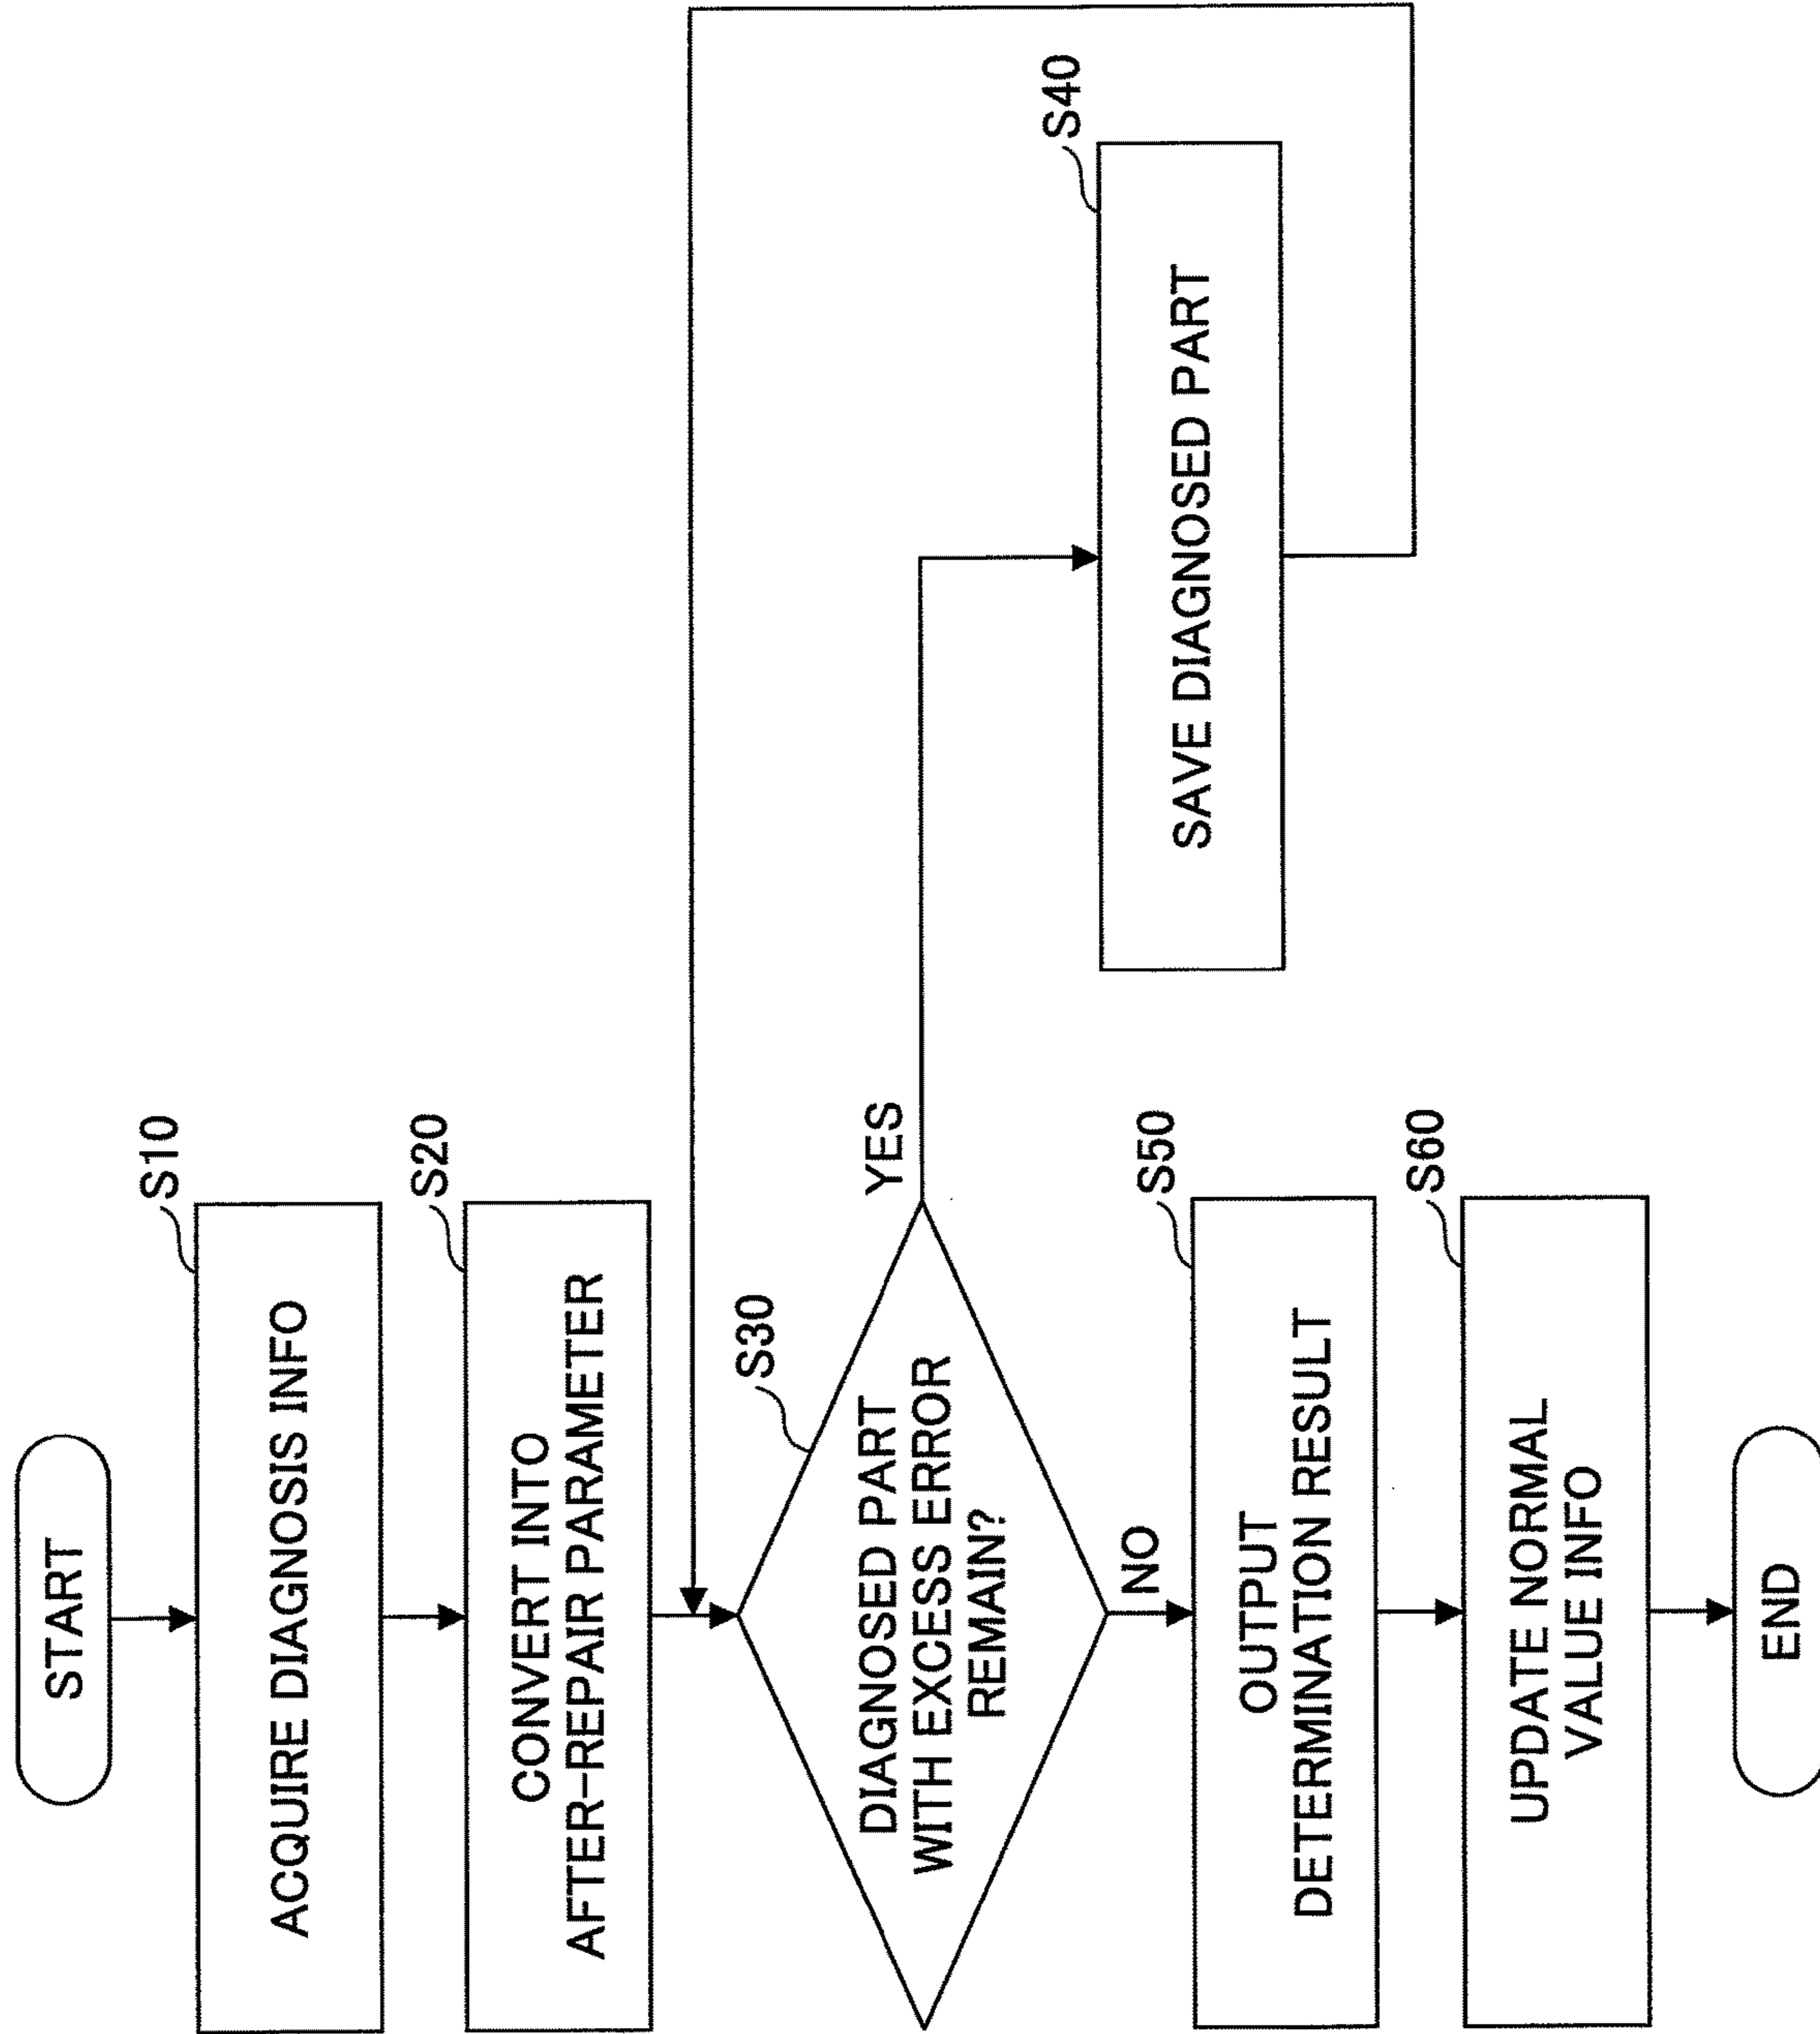 START
S10
ACQUIRE DIAGNOSIS INFO
S20
CONVERT INTO
AFTER-REPAIR PARAMETER
S30
DIAGNOSED PART
WITH EXCESS ERROR
REMAIN?
YES
S40
SAVE DIAGNOSED PART
NO
S50
OUTPUT
DETERMINATION RESULT
S60
UPDATE NORMAL
VALUE INFO
END